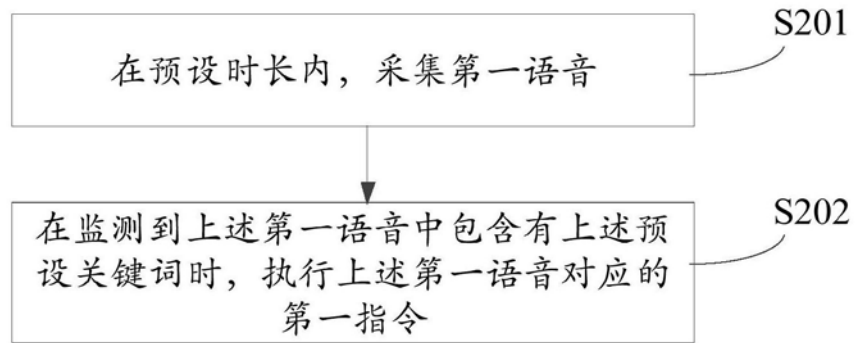 S201
在预设时长内，采集第一语音
S202
在监测到上述第一语音中包含有上述预
设关键词时，执行上述第一语音对应的
第一指令